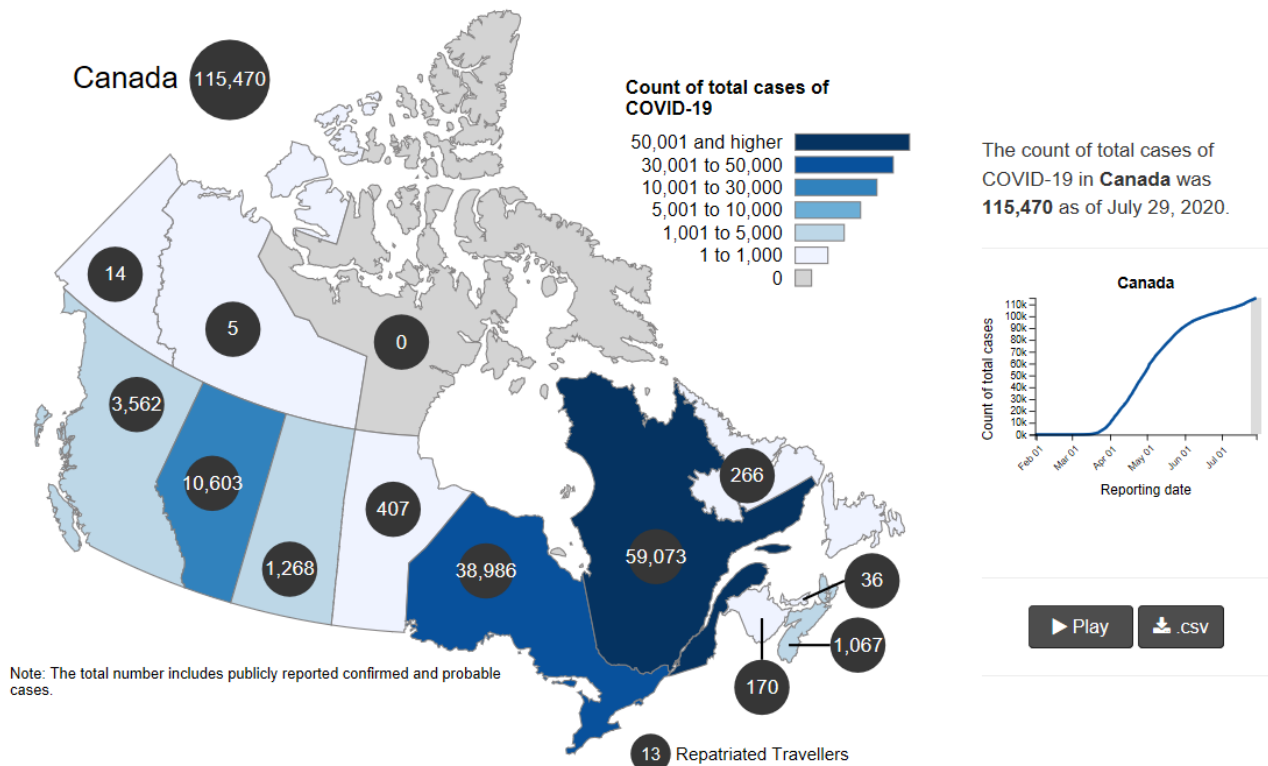 Canada 115,470
Count of total cases of
COVID-19
50,001 and higher
30,001 to 50,000
10,001 to 30,000
5,001 to 10,000
1,001 to 5,000
1 to 1,000
0
14
5
0
3,562
10,603
1,268
407
38,986
59,073
266
36
1,067
170
Note: The total number includes publicly reported confirmed and probable
cases.
13 Repatriated Travellers
The count of total cases of
COVID-19 in Canada was
115,470 as of July 29, 2020.
Canada
Count of total cases
110k
100k
90k
80k
70k
60k
50k
40k
30k
20k
10k
0k
Feb 01
Mar 01
Apr 01
May 01
Jun 01
Jul 01
Reporting date
Play
.csv